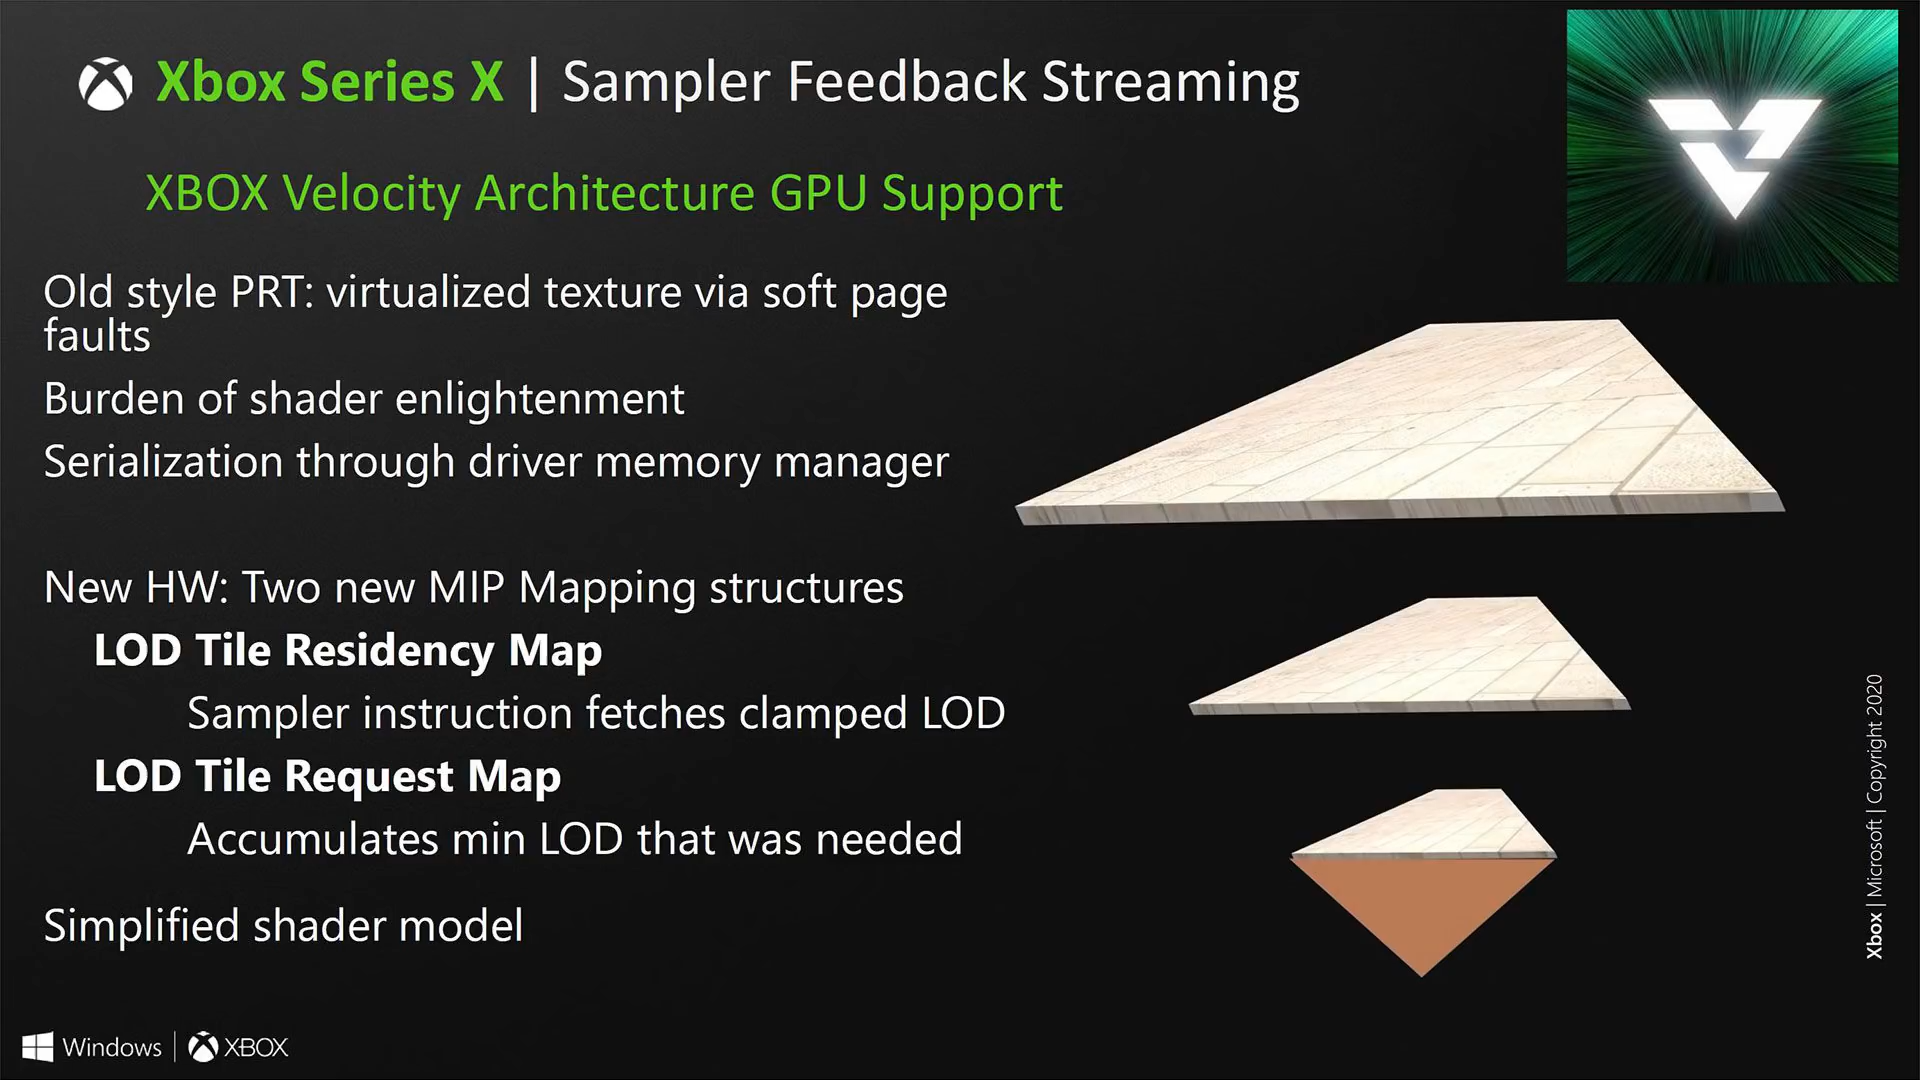 Xbox Series X | Sampler Feedback Streaming
XBOX Velocity Architecture GPU Support
Old style PRT: virtualized texture via soft page
faults
Burden of shader enlightenment
Serialization through driver memory manager
New HW: Two new MIP Mapping structures
LOD Tile Residency Map
Sampler instruction fetches clamped LOD
LOD Tile Request Map
Accumulates min LOD that was needed
Simplified shader model
Xbox | Microsoft | Copyright 2020
Windows | XBOX